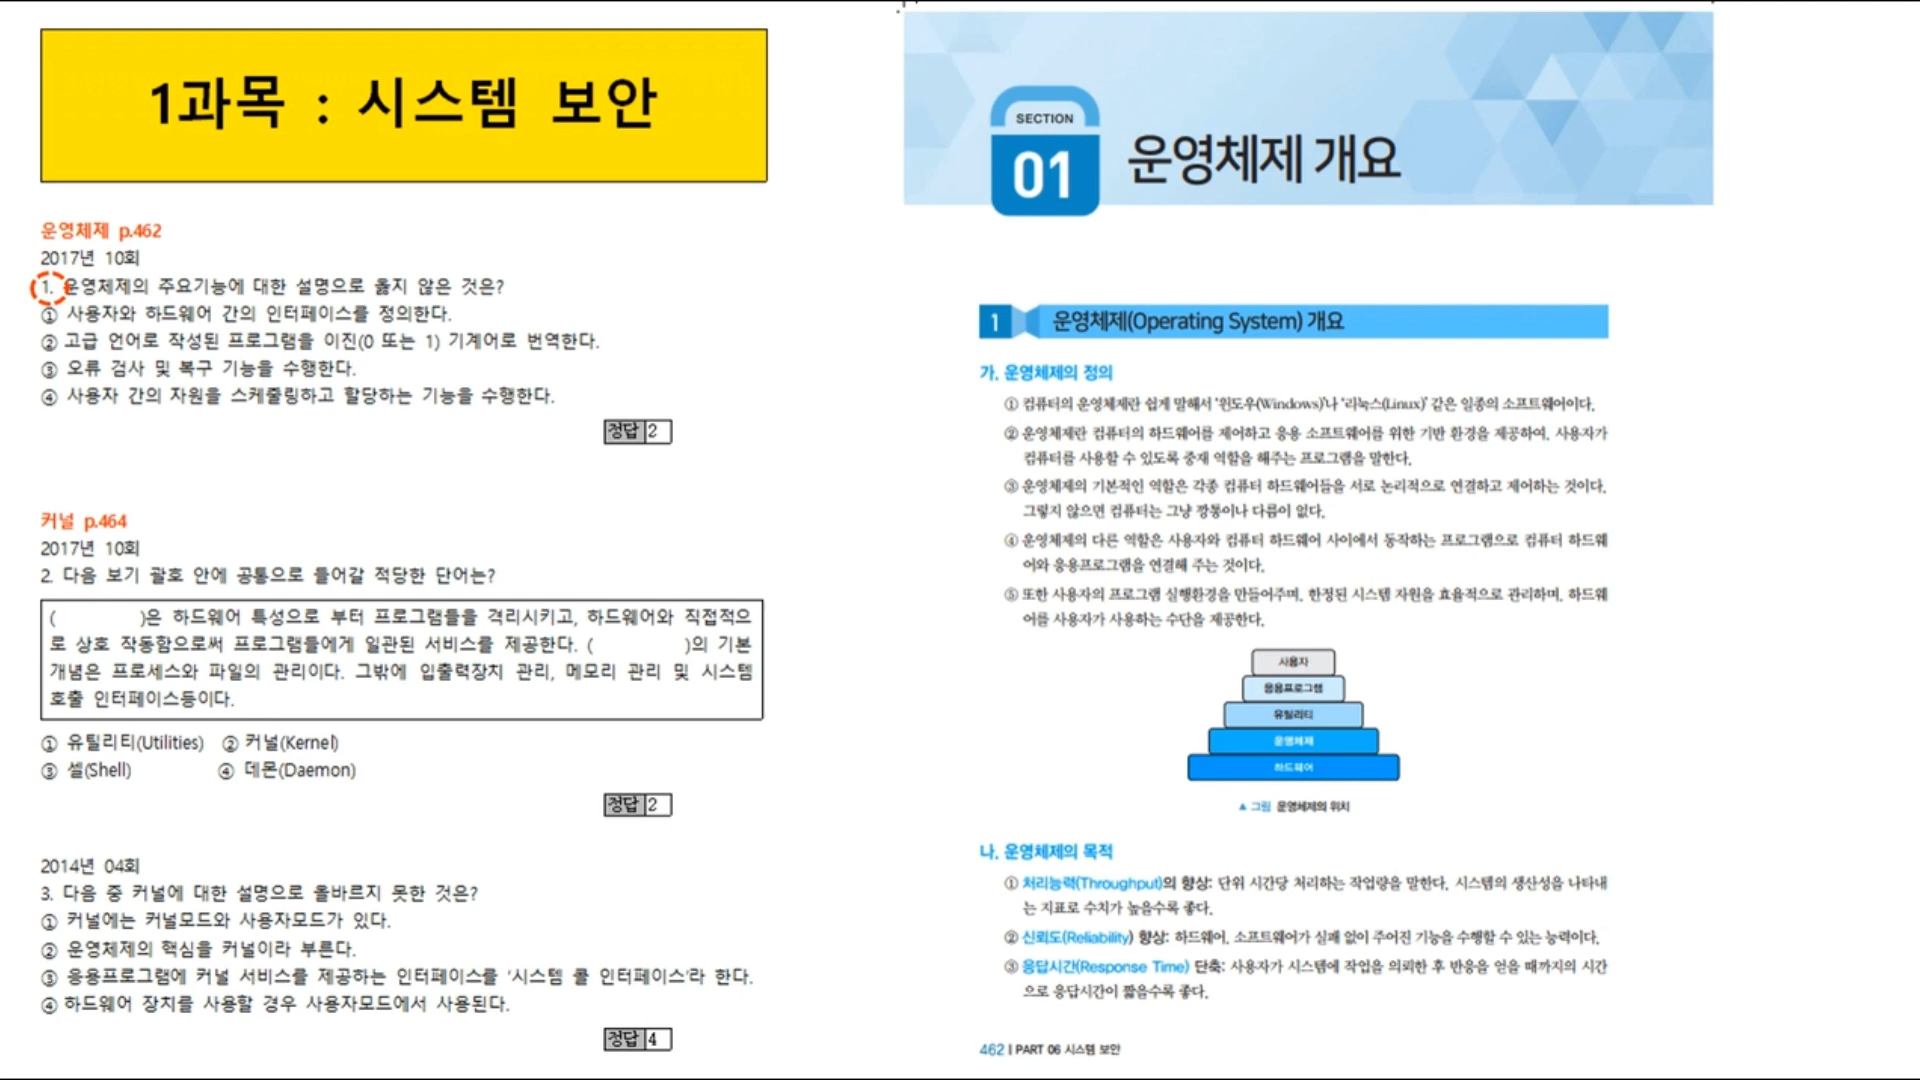 1과목 : 시스템 보안
운영체제 p.462
2017년 10회
1. 운영체제의 주요기능에 대한 설명으로 옳지 않은 것은?
① 사용자와 하드웨어 간의 인터페이스를 정의한다.
② 고급 언어로 작성된 프로그램을 이진(0 또는 1) 기계어로 번역한다.
③ 오류 검사 및 복구 기능을 수행한다.
④ 사용자 간의 자원을 스케줄링하고 할당하는 기능을 수행한다.
정답 2
커널 p.464
2017년 10회
2. 다음 보기 괄호 안에 공통으로 들어갈 적당한 단어는?
( )은 하드웨어 특성으로 부터 프로그램들을 격리시키고, 하드웨어와 직접적으
로 상호 작동함으로써 프로그램들에게 일관된 서비스를 제공한다. ( )의 기본
개념은 프로세스와 파일의 관리이다. 그밖에 입출력장치 관리, 메모리 관리 및 시스템
호출 인터페이스등이다.
① 유틸리티(Utilities) ② 커널(Kernel)
③ 셸(Shell) ④ 데몬(Daemon)
정답 2
2014년 04회
3. 다음 중 커널에 대한 설명으로 올바르지 못한 것은?
① 커널에는 커널모드와 사용자모드가 있다.
② 운영체제의 핵심을 커널이라 부른다.
③ 응용프로그램에 커널 서비스를 제공하는 인터페이스를 '시스템 콜 인터페이스'라 한다.
④ 하드웨어 장치를 사용할 경우 사용자모드에서 사용된다.
정답 4
SECTION
01
운영체제 개요
1 운영체제(Operating System) 개요
가. 운영체제의 정의
① 컴퓨터의 운영체제란 쉽게 말해서 '윈도우(Windows)'나 '리눅스(Linux)' 같은 일종의 소프트웨어이다.
② 운영체제란 컴퓨터의 하드웨어를 제어하고 응용 소프트웨어를 위한 기반 환경을 제공하여, 사용자가
컴퓨터를 사용할 수 있도록 중재 역할을 해주는 프로그램을 말한다.
③ 운영체제의 기본적인 역할은 각종 컴퓨터 하드웨어들을 서로 논리적으로 연결하고 제어하는 것이다.
그렇지 않으면 컴퓨터는 그냥 깡통이나 다름이 없다.
④ 운영체제의 다른 역할은 사용자와 컴퓨터 하드웨어 사이에서 동작하는 프로그램으로 컴퓨터 하드웨
어와 응용프로그램을 연결해 주는 것이다.
⑤ 또한 사용자의 프로그램 실행환경을 만들어주며, 한정된 시스템 자원을 효율적으로 관리하며, 하드웨
어를 사용자가 사용하는 수단을 제공한다.
사용자
응용프로그램
유틸리티
운영체제
하드웨어
▲ 그림 운영체제의 위치
나. 운영체제의 목적
① 처리능력(Throughput)의 향상: 단위 시간당 처리하는 작업량을 말한다. 시스템의 생산성을 나타내
는 지표로 수치가 높을수록 좋다.
② 신뢰도(Reliability) 향상: 하드웨어, 소프트웨어가 실패 없이 주어진 기능을 수행할 수 있는 능력이다.
③ 응답시간(Response Time) 단축: 사용자가 시스템에 작업을 의뢰한 후 반응을 얻을 때까지의 시간
으로 응답시간이 짧을수록 좋다.
462 | PART 06 시스템 보안